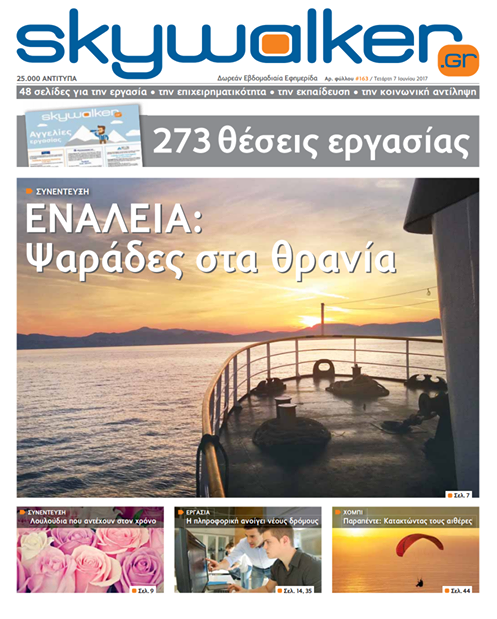 skywalker.gr
25.000 ΑΝΤΙΤΥΠΑ
Δωρεάν Εβδομαδιαία Εφημερίδα
Αρ. φύλλου #163 / Τετάρτη 7 Ιουνίου 2017
48 σελίδες για την εργασία • την επιχειρηματικότητα • την εκπαίδευση • την κοινωνική αντίληψη
skywalker
Αγγελίες
εργασίας
273 θέσεις εργασίας
ΣΥΝΕΝΤΕΥΞΗ
ΕΝΑΛΕΙΑ:
Ψαράδες στα θρανία
Σελ. 7
ΣΥΝΕΝΤΕΥΞΗ
Λουλούδια που αντέχουν στον χρόνο
Σελ. 9
ΕΡΓΑΣΙΑ
Η πληροφορική ανοίγει νέους δρόμους
Σελ. 14, 35
ΧΟΜΠΙ
Παραπέντε: Κατακτώντας τους αιθέρες
Σελ. 44